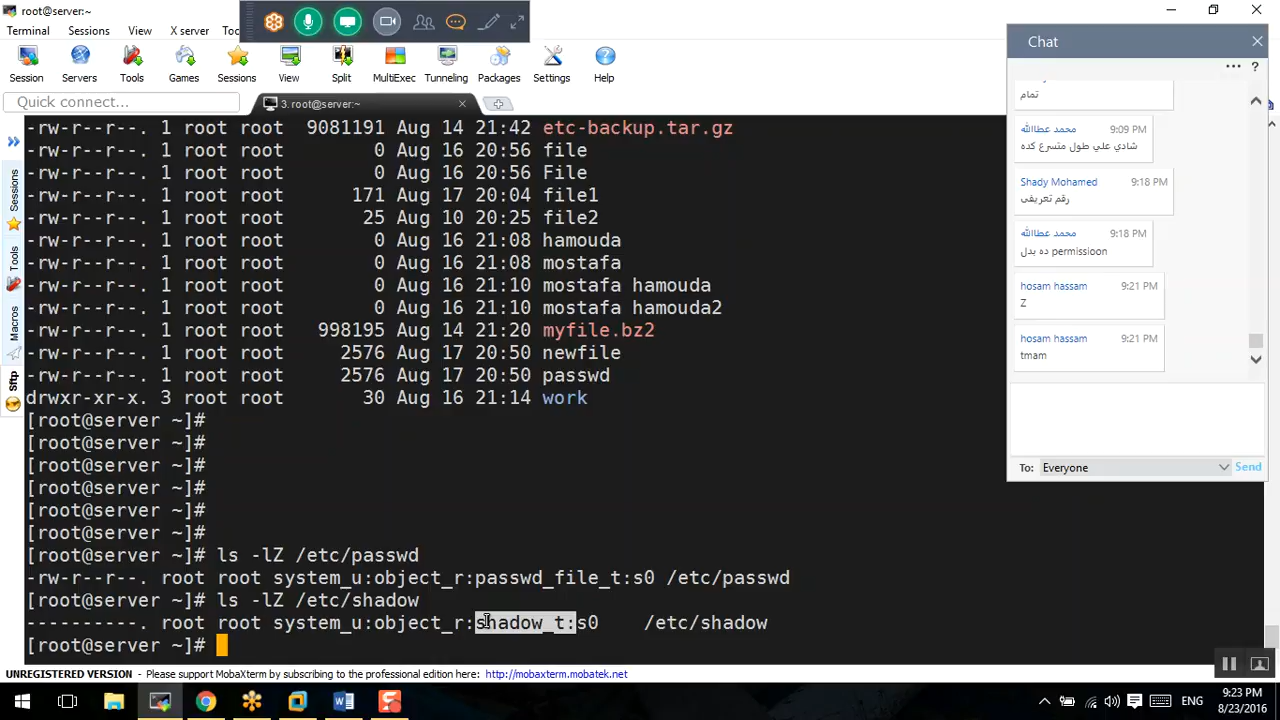 root@server:~
Terminal Sessions View X server
Session Servers Tools Games Sessions View Split MultiExec Tunneling Packages Settings Help
Quick connect...
3. root@server:~
-rw-r--r--. 1 root root 9081191 Aug 14 21:42 etc-backup.tar.gz
-rw-r--r--. 1 root root 0 Aug 16 20:56 file
-rw-r--r--. 1 root root 0 Aug 16 20:56 File
-rw-r--r--. 1 root root 171 Aug 17 20:04 file1
-rw-r--r--. 1 root root 25 Aug 10 20:25 file2
-rw-r--r--. 1 root root 0 Aug 16 21:08 hamouda
-rw-r--r--. 1 root root 0 Aug 16 21:08 mostafa
-rw-r--r--. 1 root root 0 Aug 16 21:10 mostafa hamouda
-rw-r--r--. 1 root root 0 Aug 16 21:10 mostafa hamouda2
-rw-r--r--. 1 root root 998195 Aug 14 21:20 myfile.bz2
-rw-r--r--. 1 root root 2576 Aug 17 20:50 newfile
-rw-r--r--. 1 root root 2576 Aug 17 20:50 passwd
drwxr-xr-x. 3 root root 30 Aug 16 21:14 work
[root@server ~]#
[root@server ~]#
[root@server ~]#
[root@server ~]#
[root@server ~]#
[root@server ~]#
[root@server ~]# ls -lZ /etc/passwd
-rw-r--r--. root root system_u:object_r:passwd_file_t:s0 /etc/passwd
[root@server ~]# ls -lZ /etc/shadow
----------. root root system_u:object_r:shadow_t:s0 /etc/shadow
[root@server ~]#
Sessions
Tools
Macros
Sftp
Chat
?
تمام
محمد عطاالله 9:09 PM
شادي علي طول متسرع كده
Shady Mohamed 9:18 PM
رقم تعريفى
محمد عطاالله 9:18 PM
ده بدل permissioon
hosam hassam 9:21 PM
Z
hosam hassam 9:21 PM
tmam
To: Everyone Send
UNREGISTERED VERSION - Please support MobaXterm by subscribing to the professional edition here: http://mobaxterm.mobatek.net
ENG
9:23 PM
8/23/2016